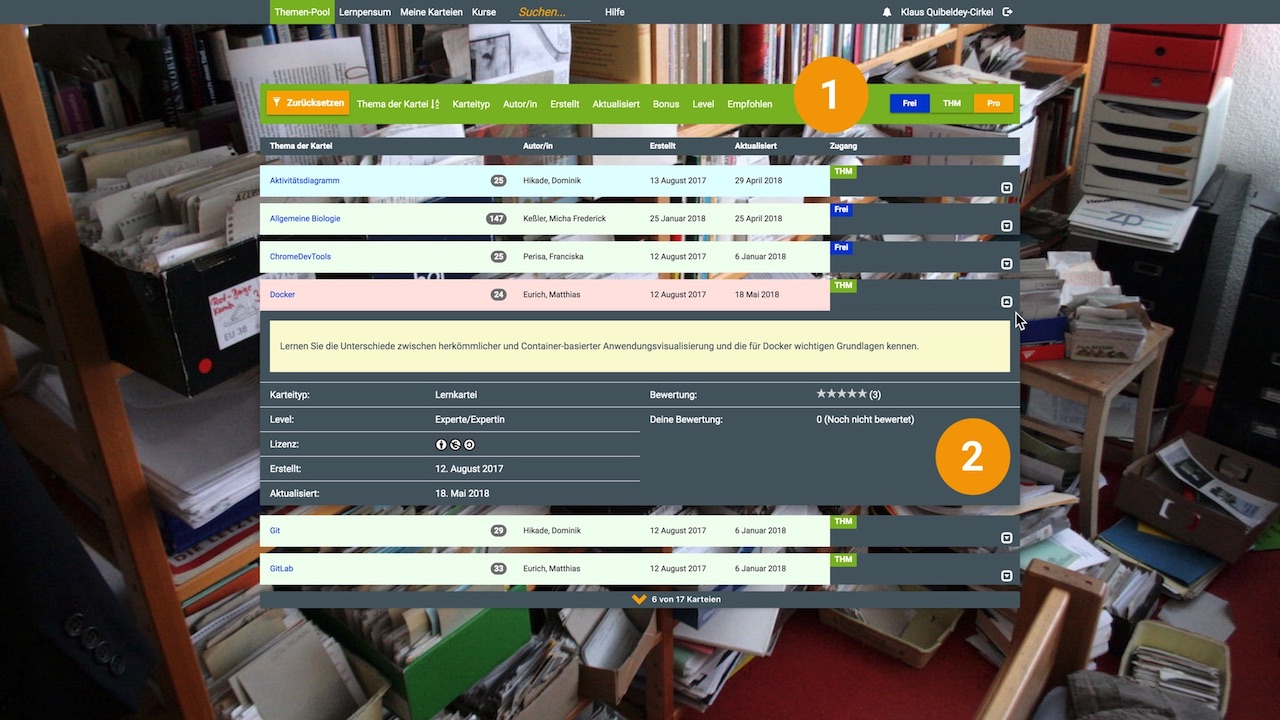 Themen-Pool Lernpensum Meine Karteien Kurse Suchen... Hilfe Klaus Quibeldey-Cirkel
Zurücksetzen Thema der Kartei Karteityp Autor/in Erstellt Aktualisiert Bonus Level Empfohlen 1 Frei THM Pro
Thema der Kartei Autor/in Erstellt Aktualisiert Zugang
Aktivitätsdiagramm 25 Hikade, Dominik 13 August 2017 29 April 2018 THM
Allgemeine Biologie 147 Keßler, Micha Frederick 25 Januar 2018 25 April 2018 Frei
ChromeDevTools 25 Perisa, Franciska 12 August 2017 6 Januar 2018 Frei
Docker 24 Eurich, Matthias 12 August 2017 18 Mai 2018 THM
Lernen Sie die Unterschiede zwischen herkömmlicher und Container-basierter Anwendungsvisualisierung und die für Docker wichtigen Grundlagen kennen.
Karteityp: Lernkartei Bewertung: (3)
Level: Experte/Expertin Deine Bewertung: 0 (Noch nicht bewertet)
Lizenz:
2
Erstellt: 12. August 2017
Aktualisiert: 18. Mai 2018
Git 29 Hikade, Dominik 12 August 2017 6 Januar 2018 THM
GitLab 33 Eurich, Matthias 12 August 2017 6 Januar 2018 THM
6 von 17 Karteien